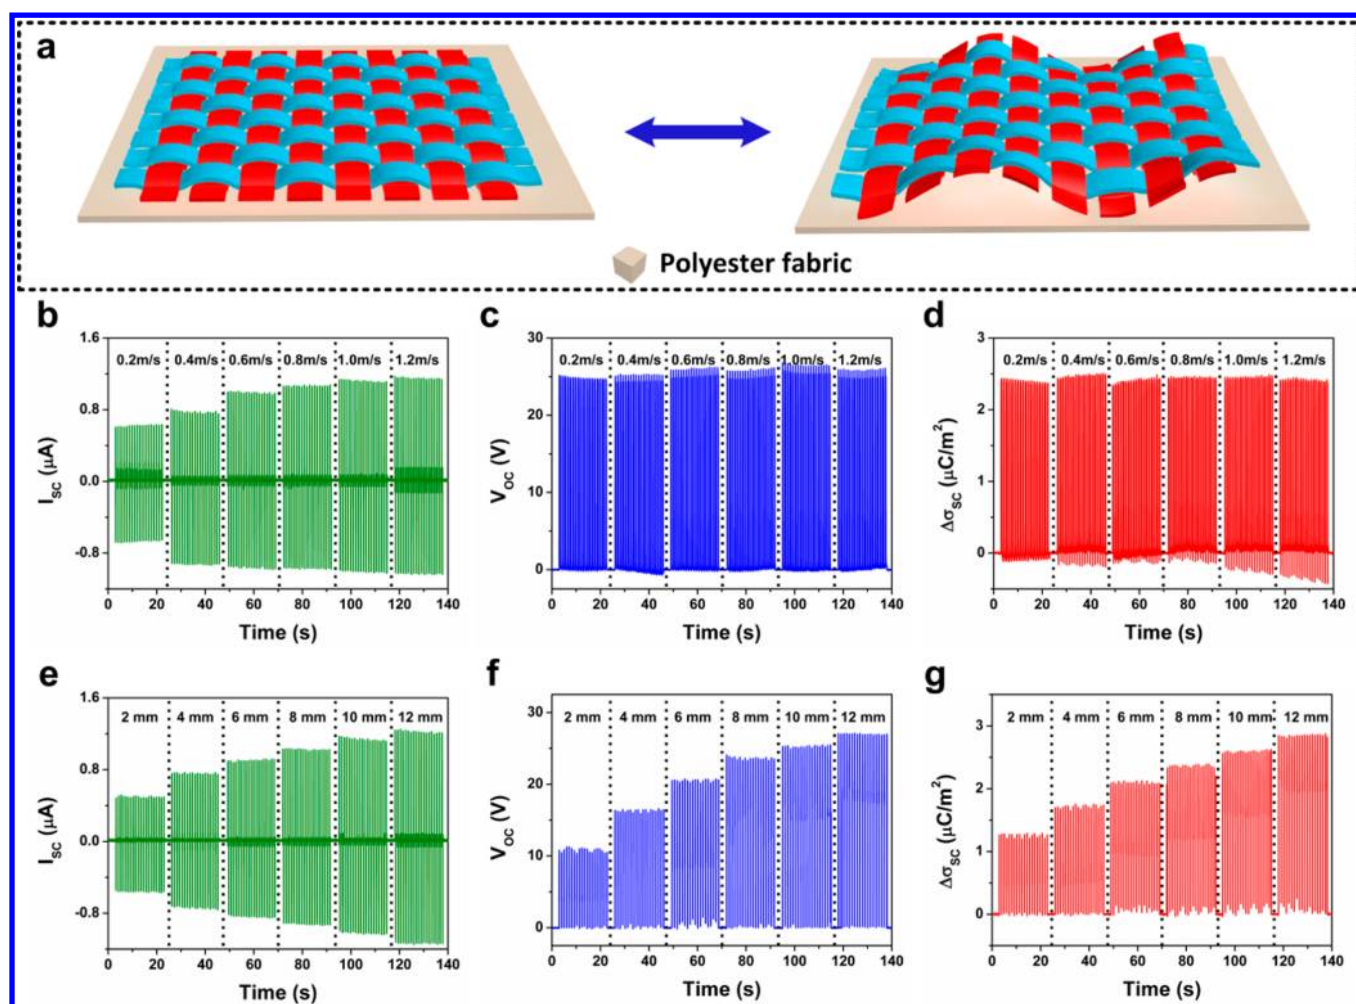 a
Polyester fabric
b
1.6
0.8
0.0
-0.8
I_SC (μA)
0.2m/s 0.4m/s 0.6m/s 0.8m/s 1.0m/s 1.2m/s
0 20 40 60 80 100 120 140
Time (s)
c
30
20
10
0
V_OC (V)
0.2m/s 0.4m/s 0.6m/s 0.8m/s 1.0m/s 1.2m/s
0 20 40 60 80 100 120 140
Time (s)
d
3
2
1
0
Δσ_SC (μC/m²)
0.2m/s 0.4m/s 0.6m/s 0.8m/s 1.0m/s 1.2m/s
0 20 40 60 80 100 120 140
Time (s)
e
1.6
0.8
0.0
-0.8
I_SC (μA)
2 mm 4 mm 6 mm 8 mm 10 mm 12 mm
0 20 40 60 80 100 120 140
Time (s)
f
30
20
10
0
V_OC (V)
2 mm 4 mm 6 mm 8 mm 10 mm 12 mm
0 20 40 60 80 100 120 140
Time (s)
g
3
2
1
0
Δσ_SC (μC/m²)
2 mm 4 mm 6 mm 8 mm 10 mm 12 mm
0 20 40 60 80 100 120 140
Time (s)